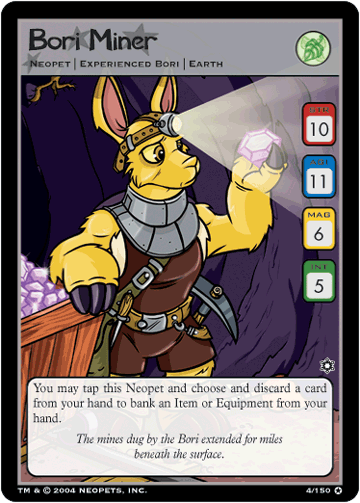 Bori Miner
Neopet | Experienced Bori | Earth
STR
10
AGI
11
MAG
6
INT
5
You may tap this Neopet and choose and discard a card
from your hand to bank an Item or Equipment from your
hand.
The mines dug by the Bori extended for miles
beneath the surface.
TM & © 2004 NEOPETS, INC.
4/150